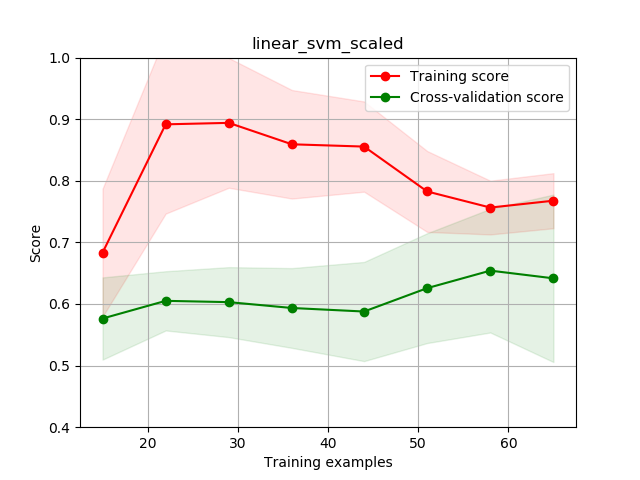 linear_svm_scaled
Training score
Cross-validation score
1.0
0.9
0.8
0.7
0.6
0.5
0.4
Score
20 30 40 50 60
Training examples